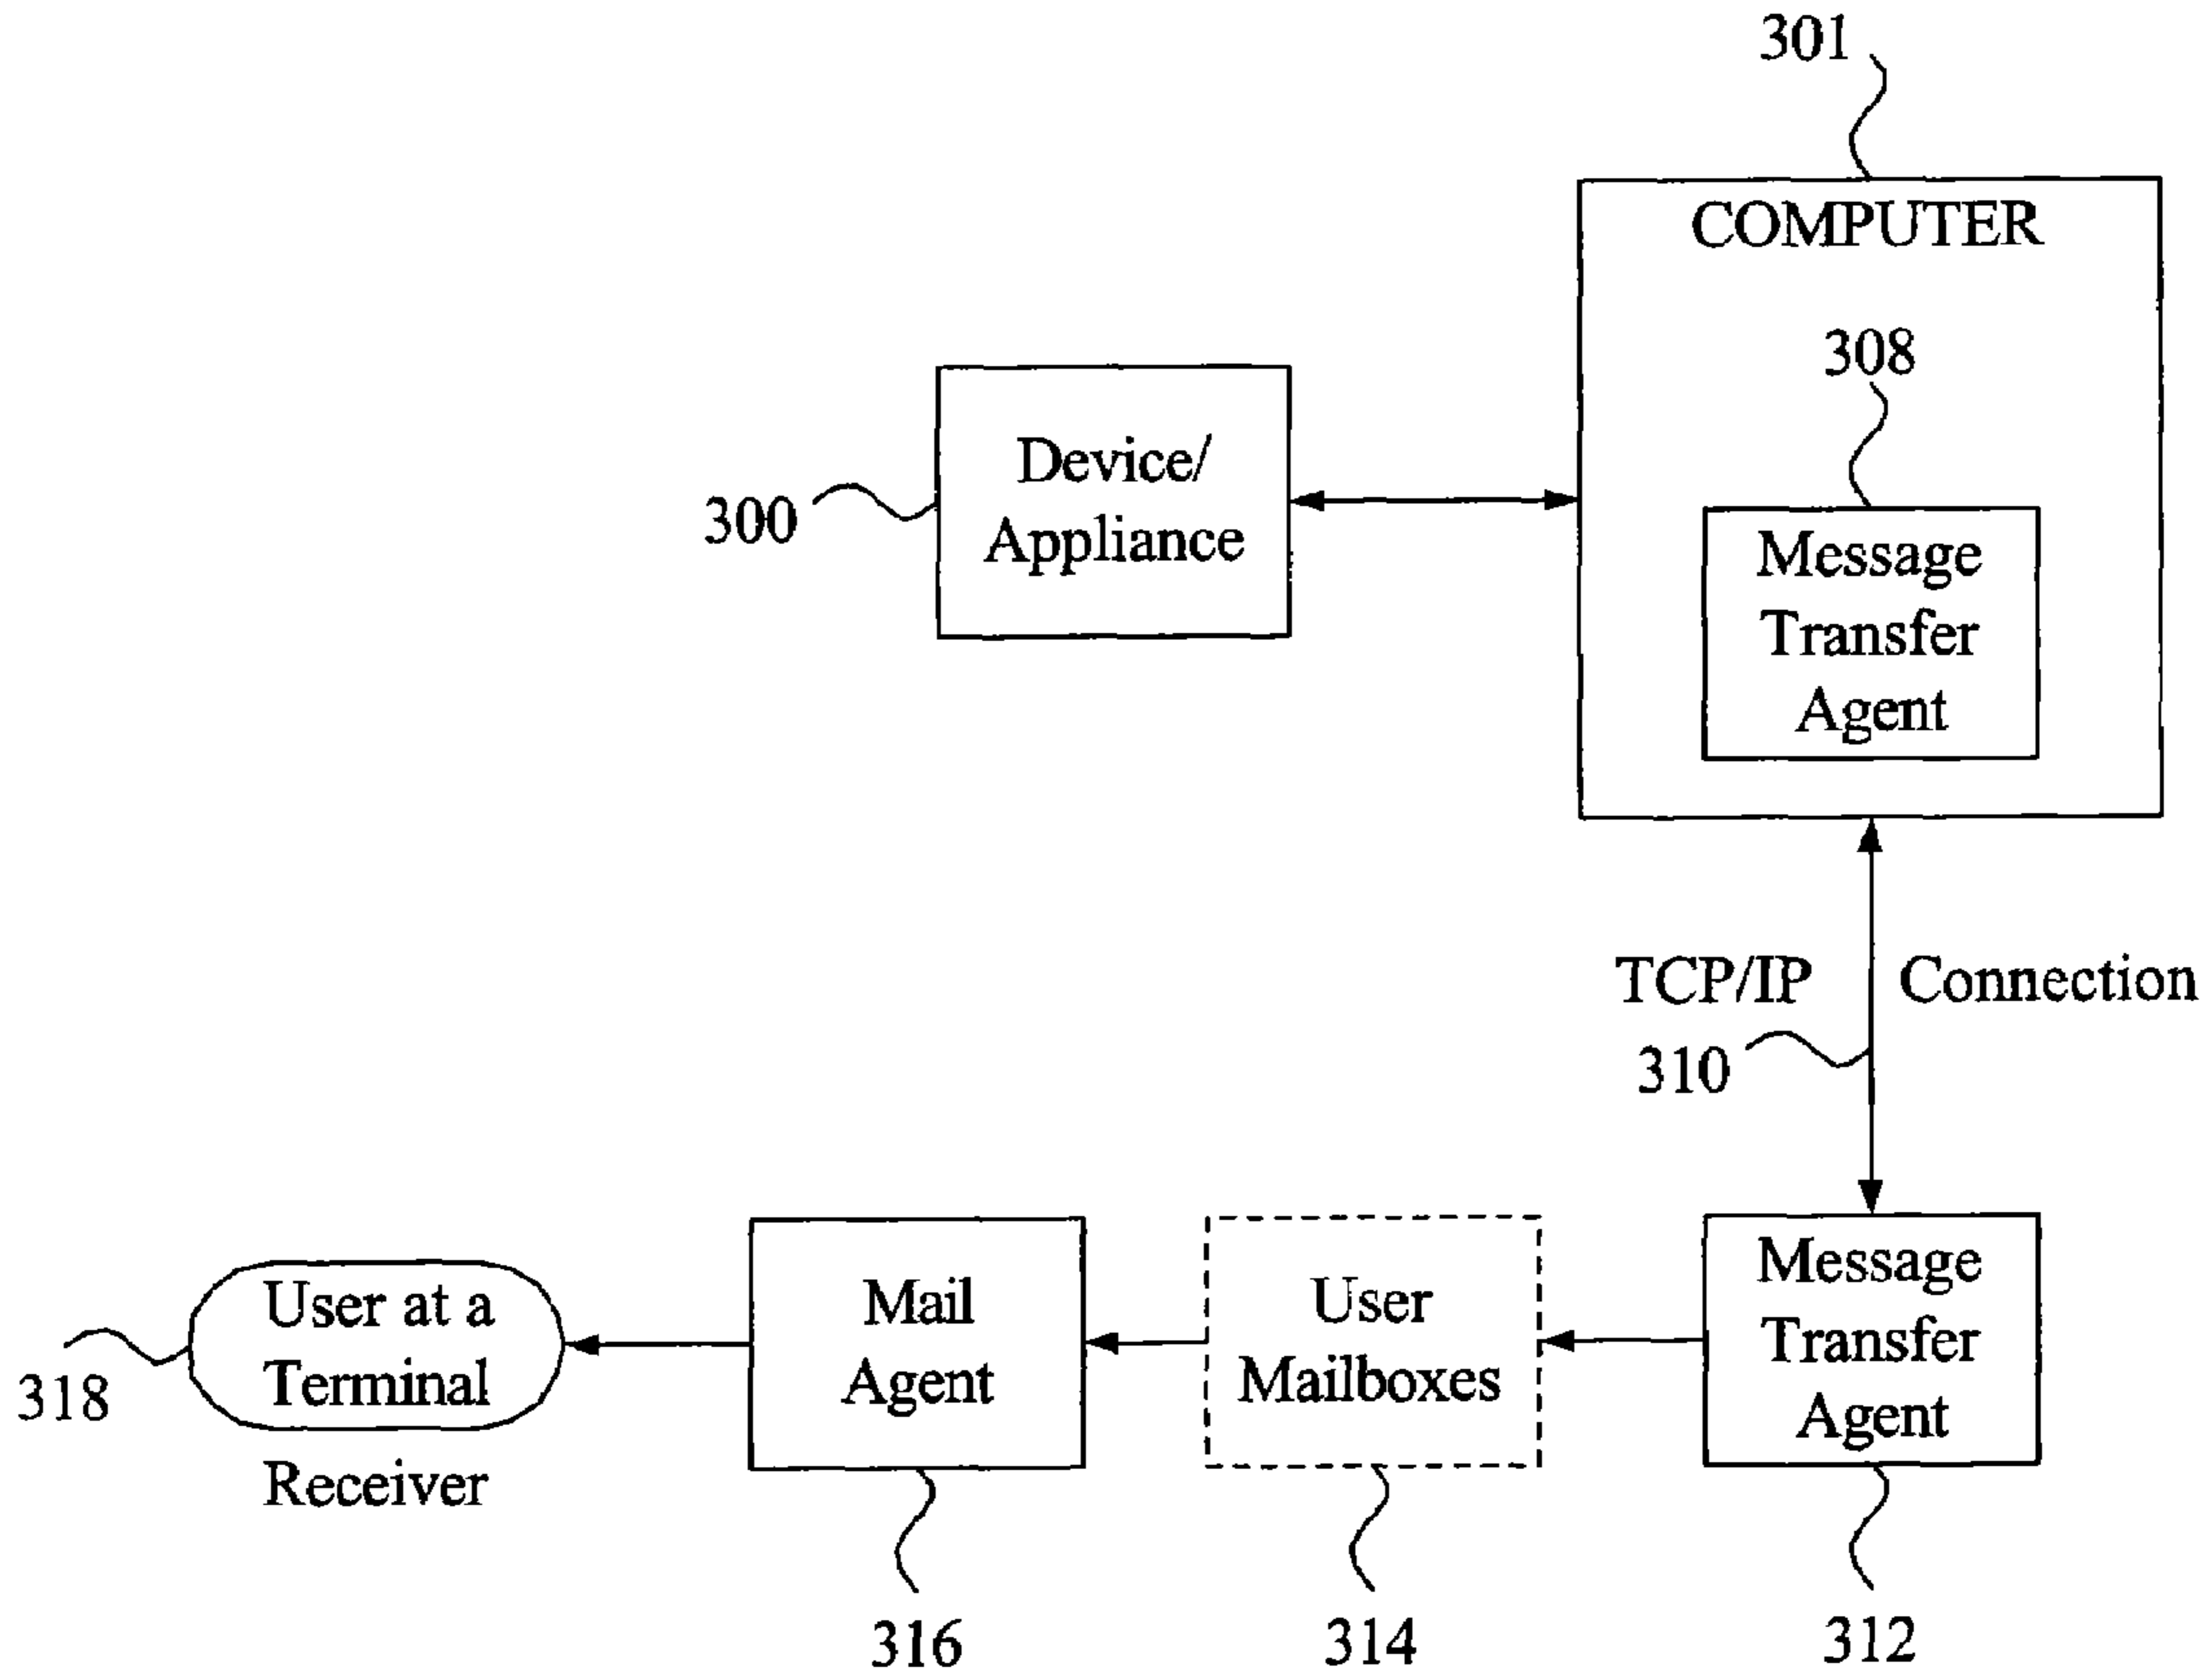 301
COMPUTER
308
Device/
Appliance
300
Message
Transfer
Agent
TCP/IP Connection
310
User at a
Terminal
318
Receiver
Mail
Agent
316
User
Mailboxes
314
Message
Transfer
Agent
312